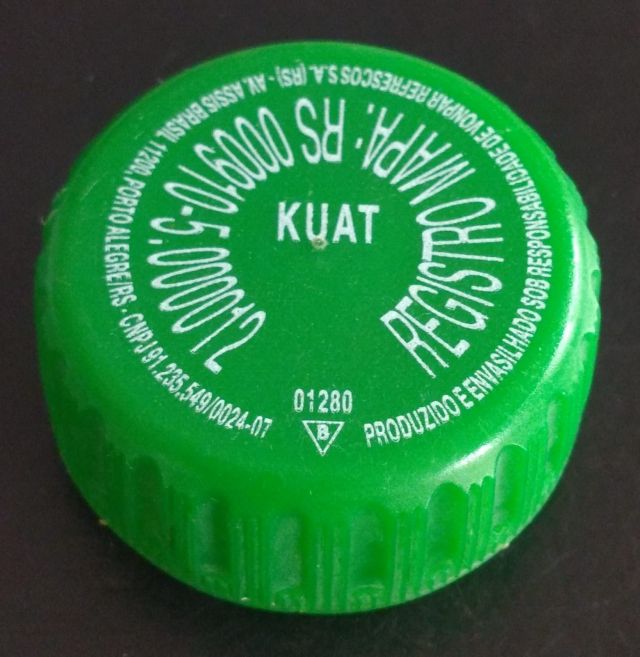 KUAT
REGISTRO MAPA: RS 000910-5.000012
PRODUZIDO E ENVASILHADO SOB RESPONSABILIDADE DE VONPAR REFRESCOS S.A. (RS) - AV. ASSIS BRASIL, 11200, PORTO ALEGRE/RS - CNPJ 91.235.549/0024-07
01280
B